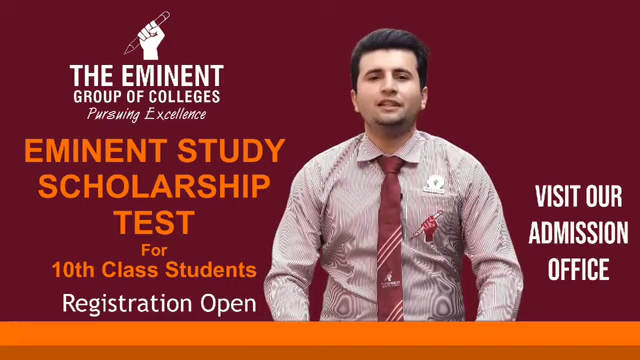 THE EMINENT
GROUP OF COLLEGES
Pursuing Excellence
EMINENT STUDY
SCHOLARSHIP
TEST
For
10th Class Students
Registration Open
VISIT OUR
ADMISSION
OFFICE